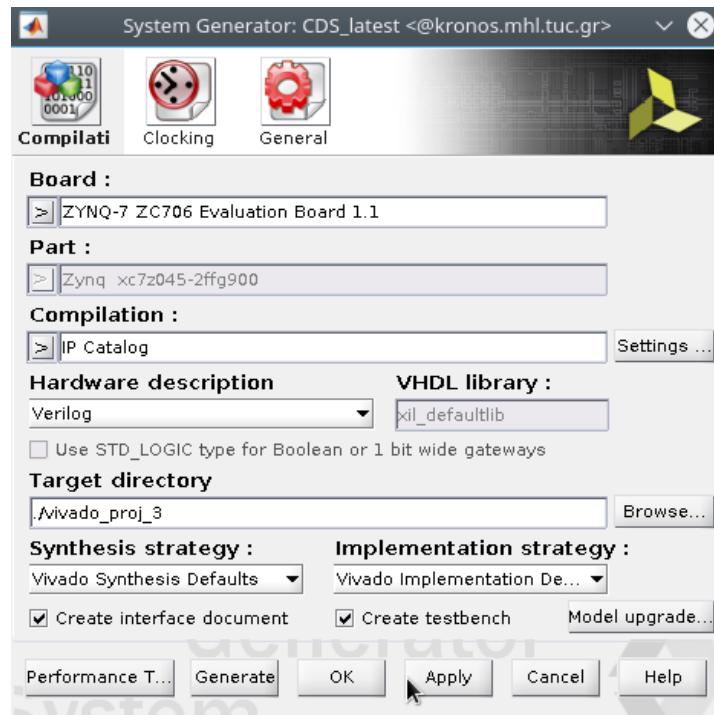 System Generator: CDS_latest <@kronos.mhl.tuc.gr>
Compilati Clocking General
Board :
> ZYNQ-7 ZC706 Evaluation Board 1.1
Part :
> Zynq xc7z045-2ffg900
Compilation :
> IP Catalog Settings ...
Hardware description VHDL library :
Verilog xil_defaultlib
Use STD_LOGIC type for Boolean or 1 bit wide gateways
Target directory
./vivado_proj_3 Browse...
Synthesis strategy : Implementation strategy :
Vivado Synthesis Defaults Vivado Implementation De...
Create interface document Create testbench Model upgrade...
Generator
Performance T... Generate OK Apply Cancel Help
System